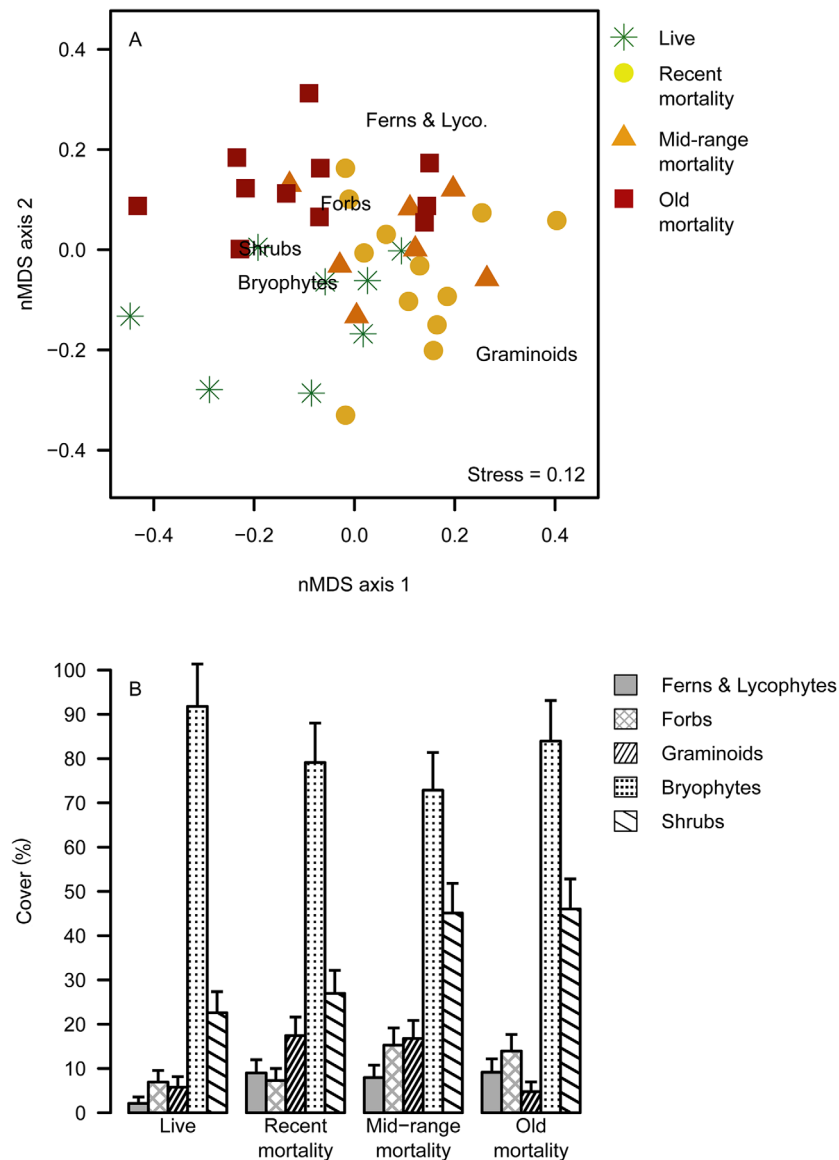 A
Live
Recent
mortality
Mid-range
mortality
Old
mortality
Ferns & Lyco.
Forbs
Shrubs
Bryophytes
Graminoids
Stress = 0.12
0.4
0.2
0.0
−0.2
−0.4
nMDS axis 2
−0.4
−0.2
0.0
0.2
0.4
nMDS axis 1
B
Ferns & Lycophytes
Forbs
Graminoids
Bryophytes
Shrubs
100
90
80
70
60
50
40
30
20
10
0
Cover (%)
Live
Recent
mortality
Mid−range
mortality
Old
mortality